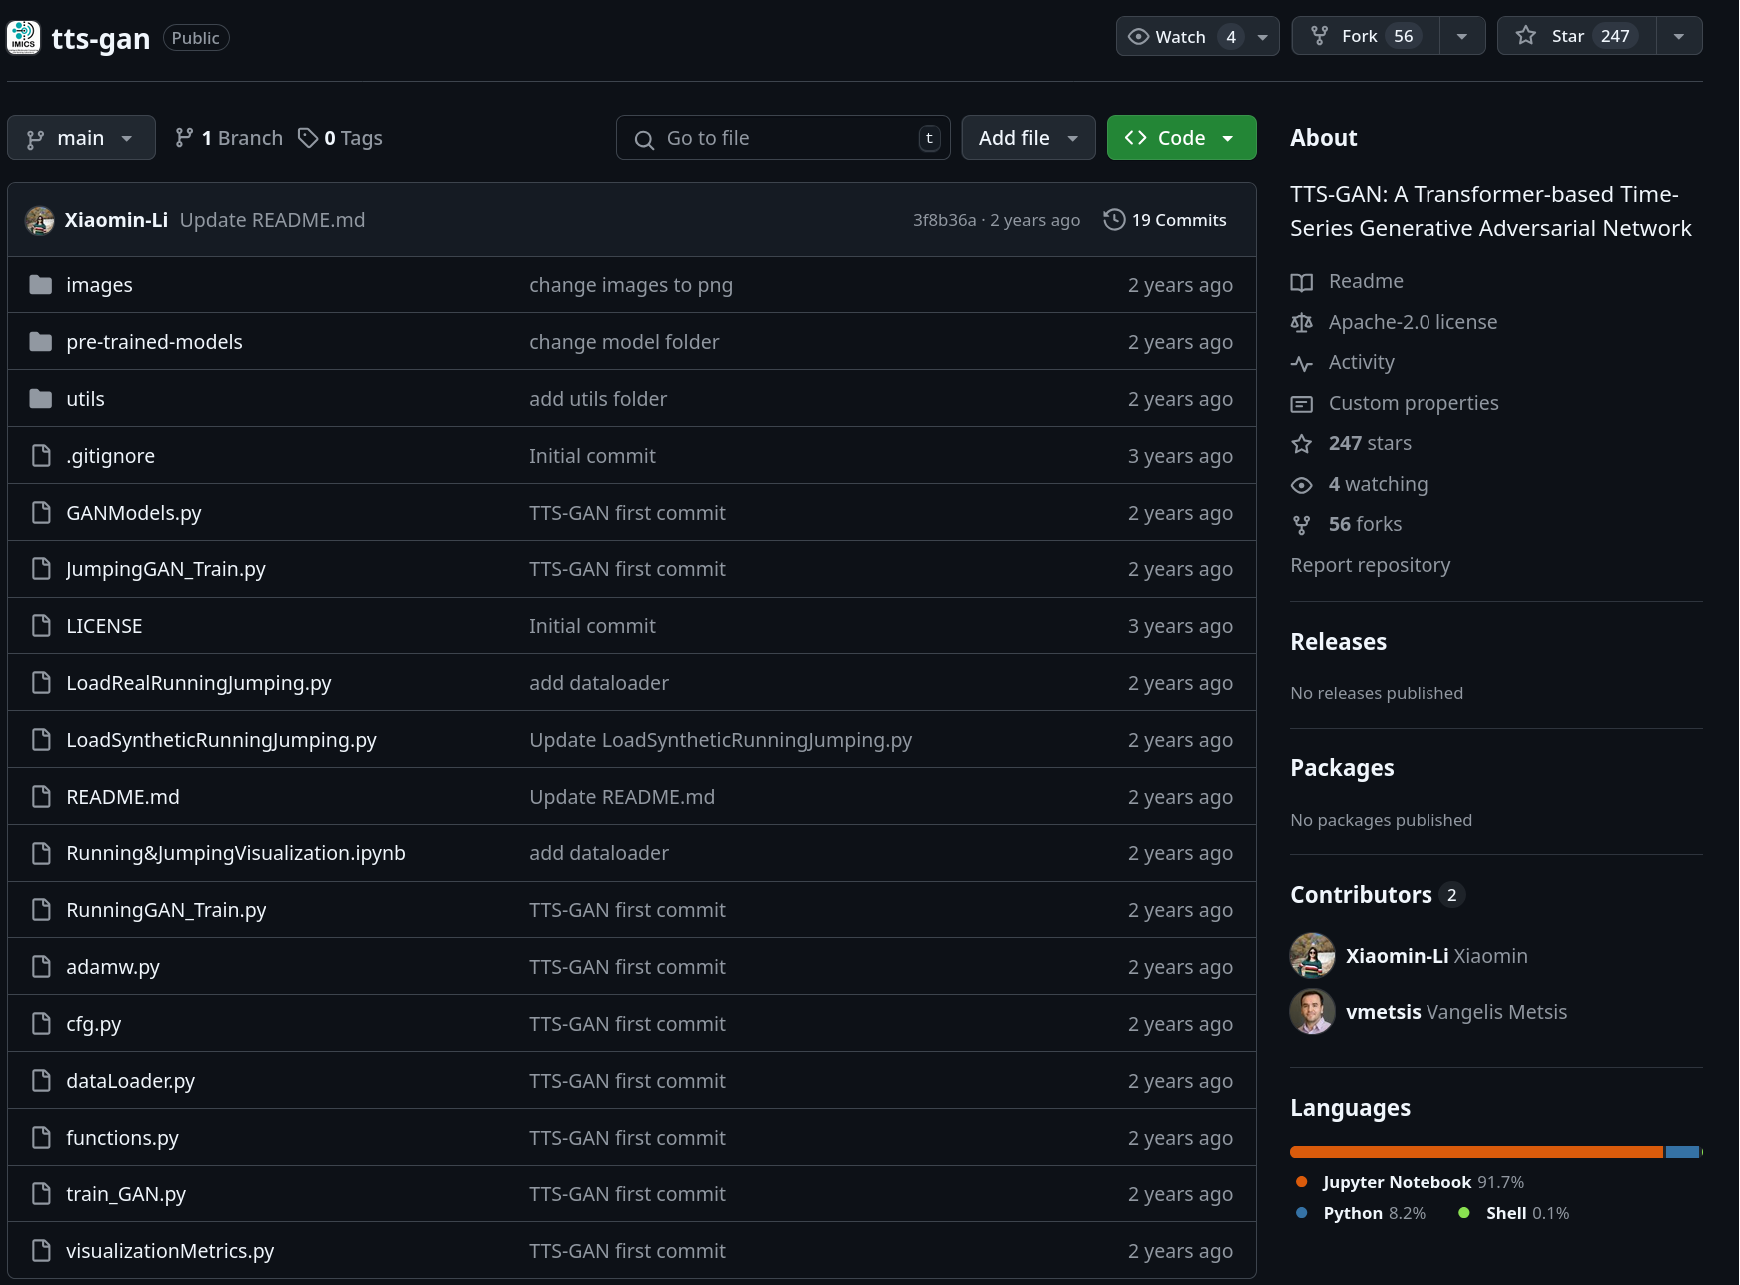 IMICS
tts-gan Public Watch 4 Fork 56 Star 247
main 1 Branch 0 Tags Go to file t Add file Code
Xiaomin-Li Update README.md 3f8b36a · 2 years ago 19 Commits
images change images to png 2 years ago
pre-trained-models change model folder 2 years ago
utils add utils folder 2 years ago
.gitignore Initial commit 3 years ago
GANModels.py TTS-GAN first commit 2 years ago
JumpingGAN_Train.py TTS-GAN first commit 2 years ago
LICENSE Initial commit 3 years ago
LoadRealRunningJumping.py add dataloader 2 years ago
LoadSyntheticRunningJumping.py Update LoadSyntheticRunningJumping.py 2 years ago
README.md Update README.md 2 years ago
Running&JumpingVisualization.ipynb add dataloader 2 years ago
RunningGAN_Train.py TTS-GAN first commit 2 years ago
adamw.py TTS-GAN first commit 2 years ago
cfg.py TTS-GAN first commit 2 years ago
dataLoader.py TTS-GAN first commit 2 years ago
functions.py TTS-GAN first commit 2 years ago
train_GAN.py TTS-GAN first commit 2 years ago
visualizationMetrics.py TTS-GAN first commit 2 years ago
About
TTS-GAN: A Transformer-based Time-
Series Generative Adversarial Network
Readme
Apache-2.0 license
Activity
Custom properties
247 stars
4 watching
56 forks
Report repository
Releases
No releases published
Packages
No packages published
Contributors 2
Xiaomin-Li Xiaomin
vmetsis Vangelis Metsis
Languages
Jupyter Notebook 91.7%
Python 8.2% Shell 0.1%